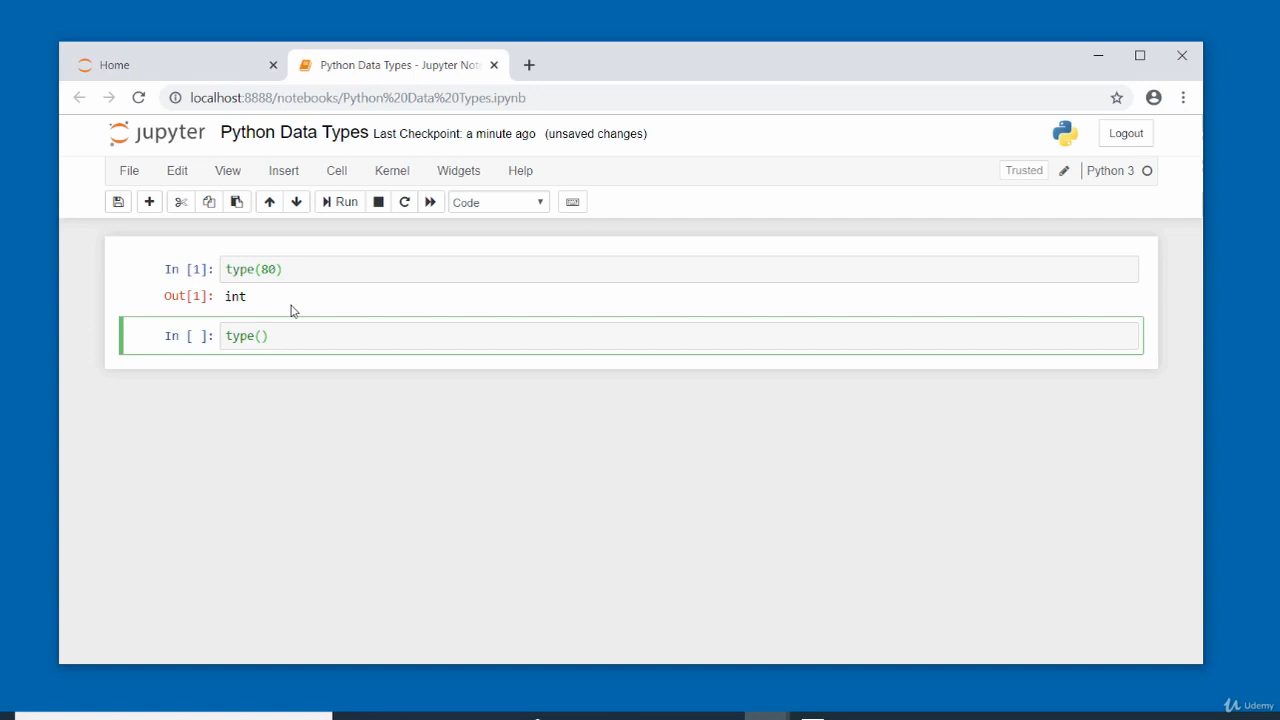 Home
Python Data Types - Jupyter Not
localhost:8888/notebooks/Python%20Data%20Types.ipynb
jupyter Python Data Types Last Checkpoint: a minute ago (unsaved changes) Logout
File Edit View Insert Cell Kernel Widgets Help Trusted Python 3
Run Code
In [1]: type(80)
Out[1]: int
In [ ]: type()
Udemy